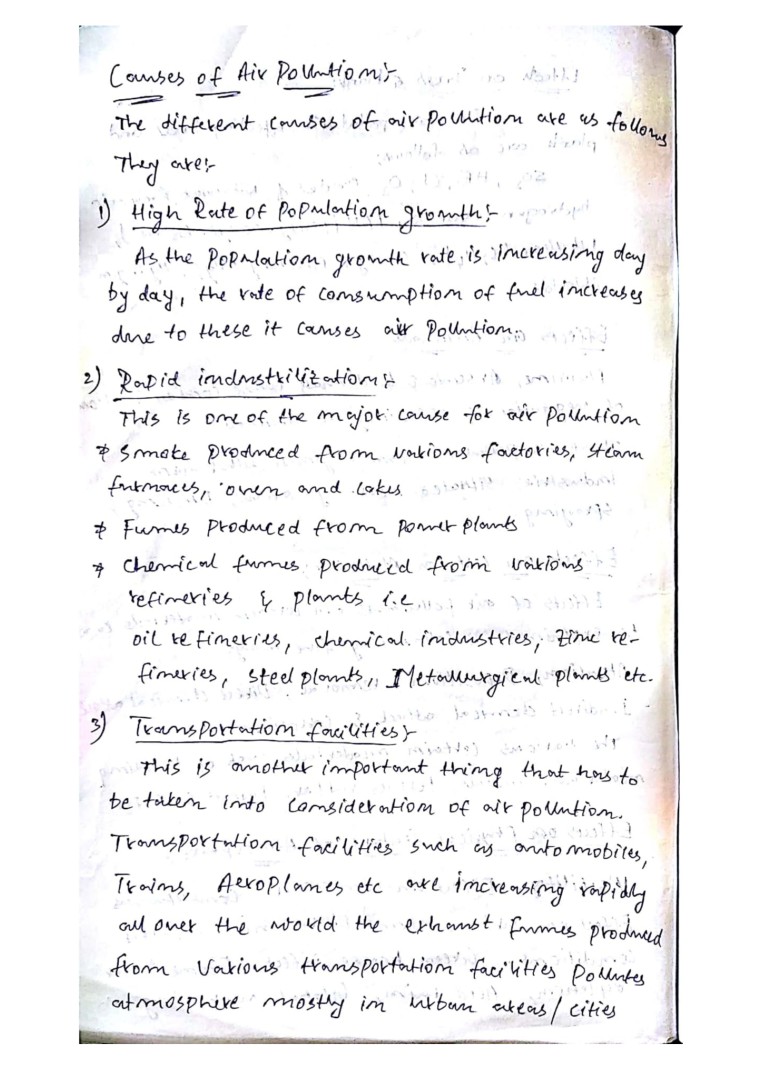 Causes of Air Pollution:-
The different causes of air pollution are as follows
They are:-
1) High Rate of Population growth:-
As the population growth rate is increasing day
by day, the rate of consumption of fuel increases
due to these it causes air pollution.
2) Rapid industrilization:-
This is one of the major cause for air pollution
* Smoke produced from various factories, steam
furnaces, oven and cokes
* Fumes produced from power plants
* Chemical fumes produced from various
refineries & plants i.e
oil refineries, chemical industries, zinc re-
fineries, steel plants, Metallurgical plants etc.
3) Transportation facilities:-
This is another important thing that has to
be taken into consideration of air pollution.
Transportation facilities such as automobiles,
Trains, Aeroplanes etc are increasing rapidly
all over the world the exhaust fumes produced
from various transportation facilities pollutes
atmosphere mostly in urban areas/cities